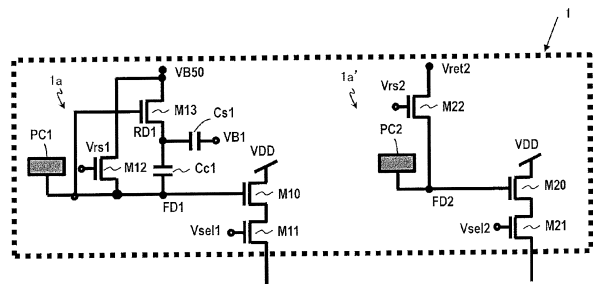 1
1a
VB50
M13
RD1
Cs1
VB1
PC1
Vrs1
M12
Cc1
VDD
FD1
M10
Vsel1
M11
1a'
Vret2
Vrs2
M22
PC2
VDD
FD2
M20
Vsel2
M21